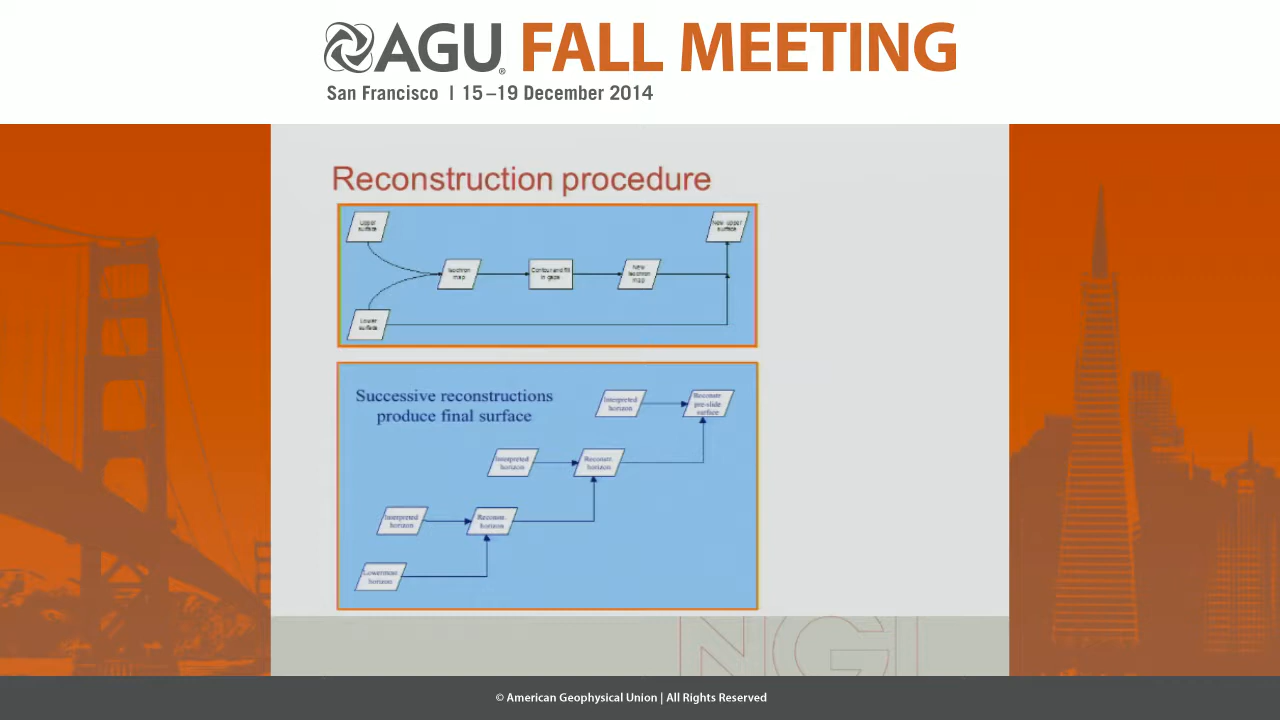 AGU® FALL MEETING
San Francisco | 15–19 December 2014
Reconstruction procedure
Upper
surface
New upper
surface
Isochron
map
Contour and fill
in gaps
New
isochron
map
Lower
surface
Successive reconstructions
produce final surface
Interpreted
horizon
Reconstr.
pre-slide
surface
Interpreted
horizon
Reconstr.
horizon
Interpreted
horizon
Reconstr.
horizon
Lowermost
horizon
NGI
© American Geophysical Union | All Rights Reserved